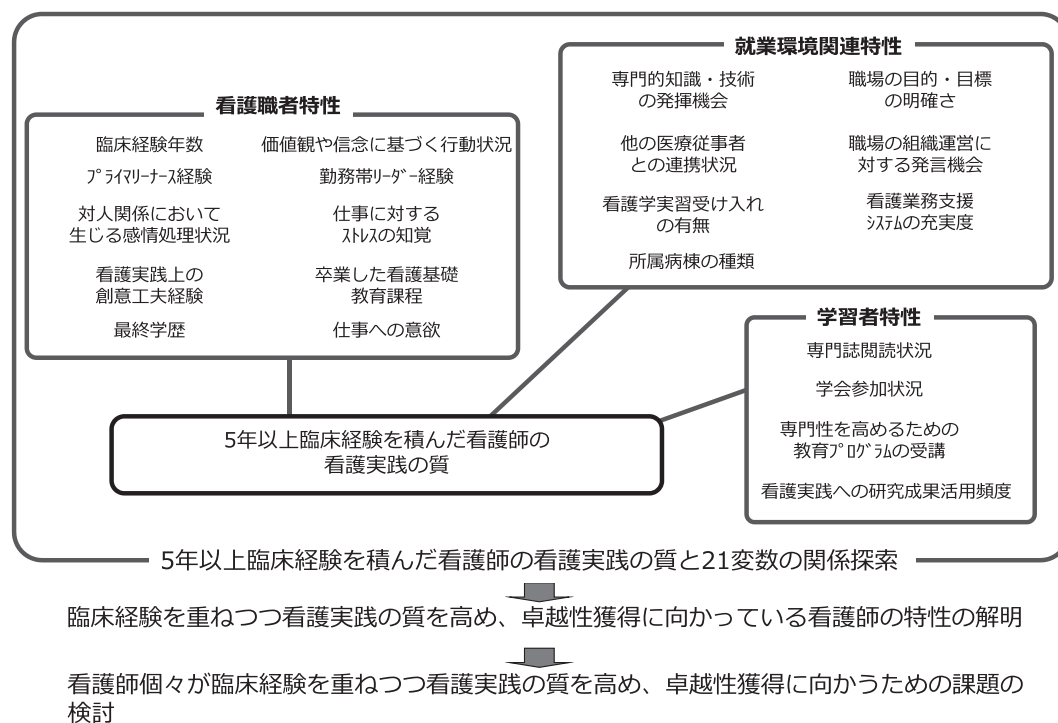 看護職者特性
臨床経験年数
価値観や信念に基づく行動状況
ﾌﾟﾗｲﾏﾘｰﾅｰｽ経験
勤務帯ﾘｰﾀﾞｰ経験
対人関係において
生じる感情処理状況
仕事に対する
ｽﾄﾚｽの知覚
看護実践上の
創意工夫経験
卒業した看護基礎
教育課程
最終学歴
仕事への意欲
就業環境関連特性
専門的知識・技術
の発揮機会
職場の目的・目標
の明確さ
他の医療従事者
との連携状況
職場の組織運営に
対する発言機会
看護学実習受け入れ
の有無
看護業務支援
ｼｽﾃﾑの充実度
所属病棟の種類
学習者特性
専門誌閲読状況
学会参加状況
専門性を高めるための
教育ﾌﾟﾛｸﾞﾗﾑの受講
看護実践への研究成果活用頻度
5年以上臨床経験を積んだ看護師の
看護実践の質
5年以上臨床経験を積んだ看護師の看護実践の質と21変数の関係探索
臨床経験を重ねつつ看護実践の質を高め、卓越性獲得に向かっている看護師の特性の解明
看護師個々が臨床経験を重ねつつ看護実践の質を高め、卓越性獲得に向かうための課題の
検討